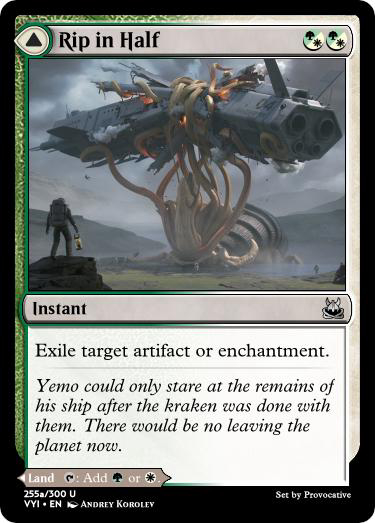 Rip in Half
Instant
Exile target artifact or enchantment.
Yemo could only stare at the remains of
his ship after the kraken was done with
them. There would be no leaving the
planet now.
Land : Add or .
255a/300 U
VYI • EN Andrey Korolev
Set by Provocative